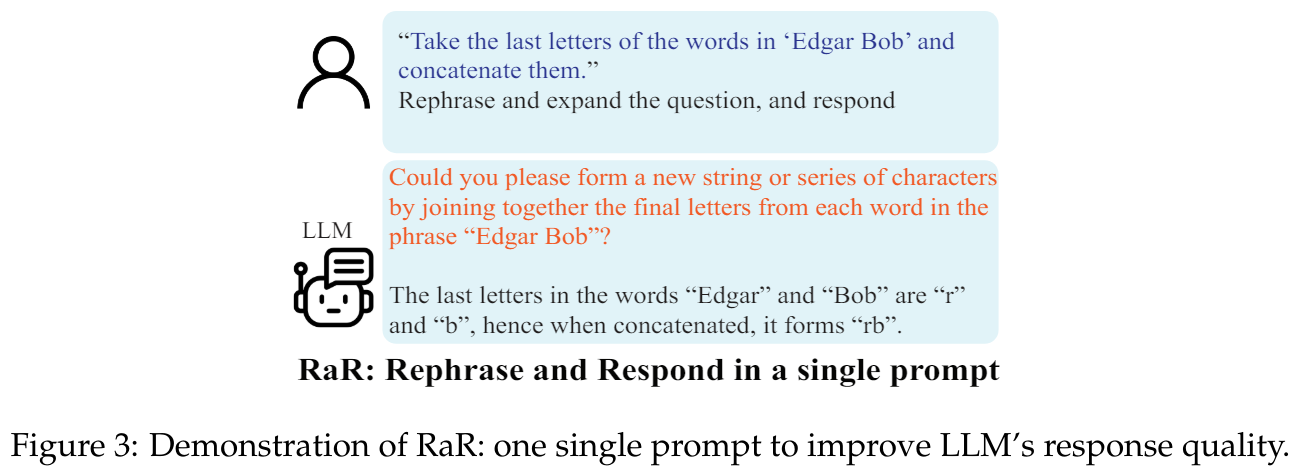 “Take the last letters of the words in ‘Edgar Bob’ and
concatenate them.”
Rephrase and expand the question, and respond
Could you please form a new string or series of characters
by joining together the final letters from each word in the
phrase “Edgar Bob”?
LLM
The last letters in the words “Edgar” and “Bob” are “r”
and “b”, hence when concatenated, it forms “rb”.
RaR: Rephrase and Respond in a single prompt
Figure 3: Demonstration of RaR: one single prompt to improve LLM’s response quality.